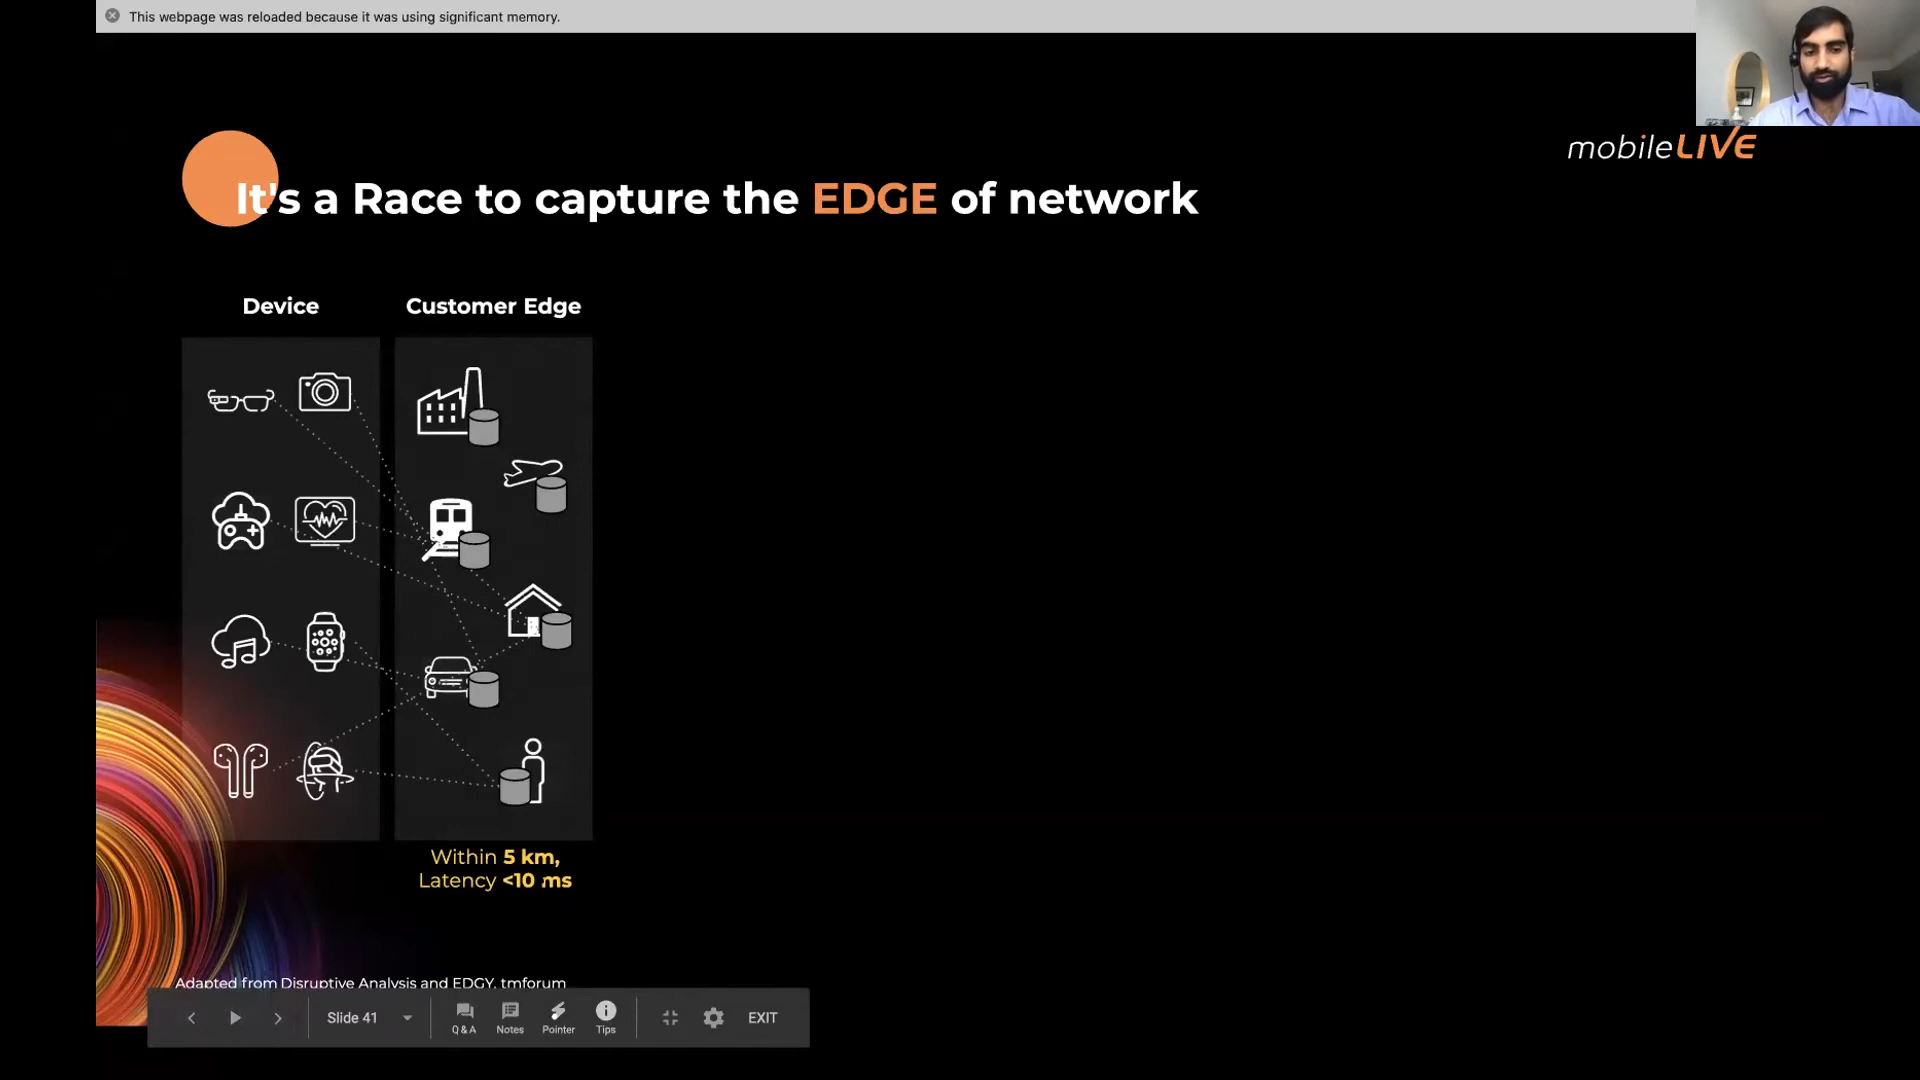 This webpage was reloaded because it was using significant memory.
mobileLIVE
It's a Race to capture the EDGE of network
Device
Customer Edge
Within 5 km,
Latency <10 ms
Adapted from Disruptive Analysis and EDGY, tmforum
Slide 41
Q & A
Notes
Pointer
Tips
EXIT